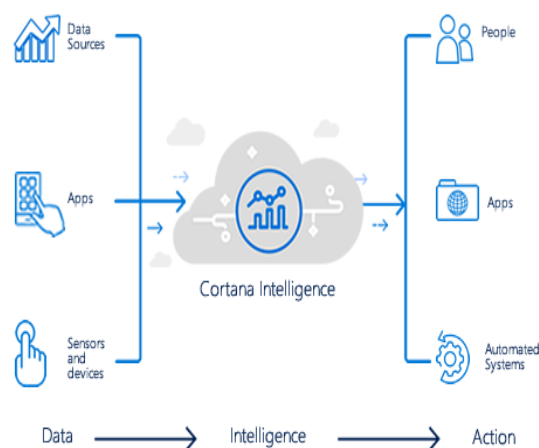 Data
Sources
People
Apps
Apps
Cortana Intelligence
Sensors
and
devices
Automated
Systems
Data
Intelligence
Action